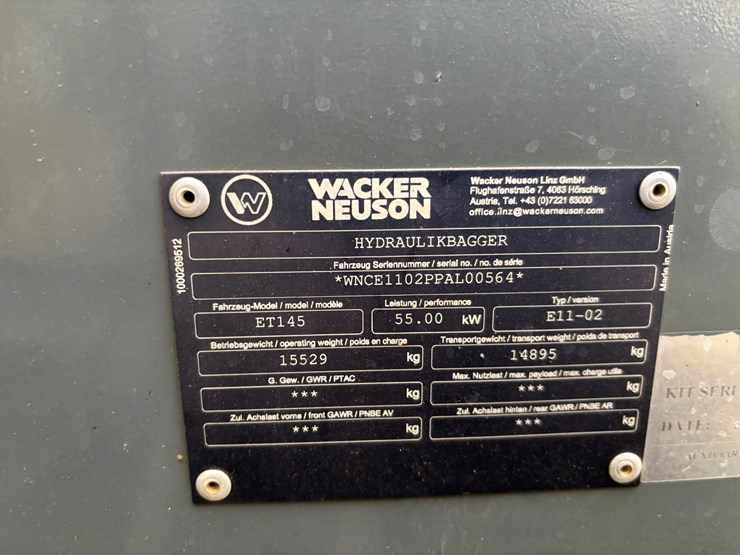 WACKER
NEUSON
Wacker Neuson Linz GmbH
Flughafenstraße 7, 4063 Hörsching
Austria, Tel. +43 (0)7221 63000
office.linz@wackerneuson.com
1000269512
Made in Austria
HYDRAULIKBAGGER
Fahrzeug Seriennummer / serial no. / no. de série
*WNCE1102PPAL00564*
Fahrzeug-Model / model / modèle
ET145
Leistung / performance
55.00 kW
Typ / version
E11-02
Betriebsgewicht / operating weight / poids en charge
15529 kg
Transportgewicht / transport weight / poids de transport
14895 kg
G. Gew. / GWR / PTAC
*** kg
Max. Nutzlast / max. payload / max. charge utile
*** kg
Zul. Achslast vorne / front GAWR / PNBE AV
*** kg
Zul. Achslast hinten / rear GAWR / PNBE AR
*** kg
KIT SERI
DATE: